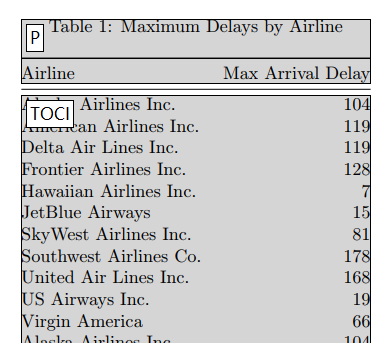 Table 1: Maximum Delays by Airline
P
Airline Max Arrival Delay
Airlines Inc. 104
TOCI
American Airlines Inc. 119
Delta Air Lines Inc. 119
Frontier Airlines Inc. 128
Hawaiian Airlines Inc. 7
JetBlue Airways 15
SkyWest Airlines Inc. 81
Southwest Airlines Co. 178
United Air Lines Inc. 168
US Airways Inc. 19
Virgin America 66
Alaska Airlines Inc. 104